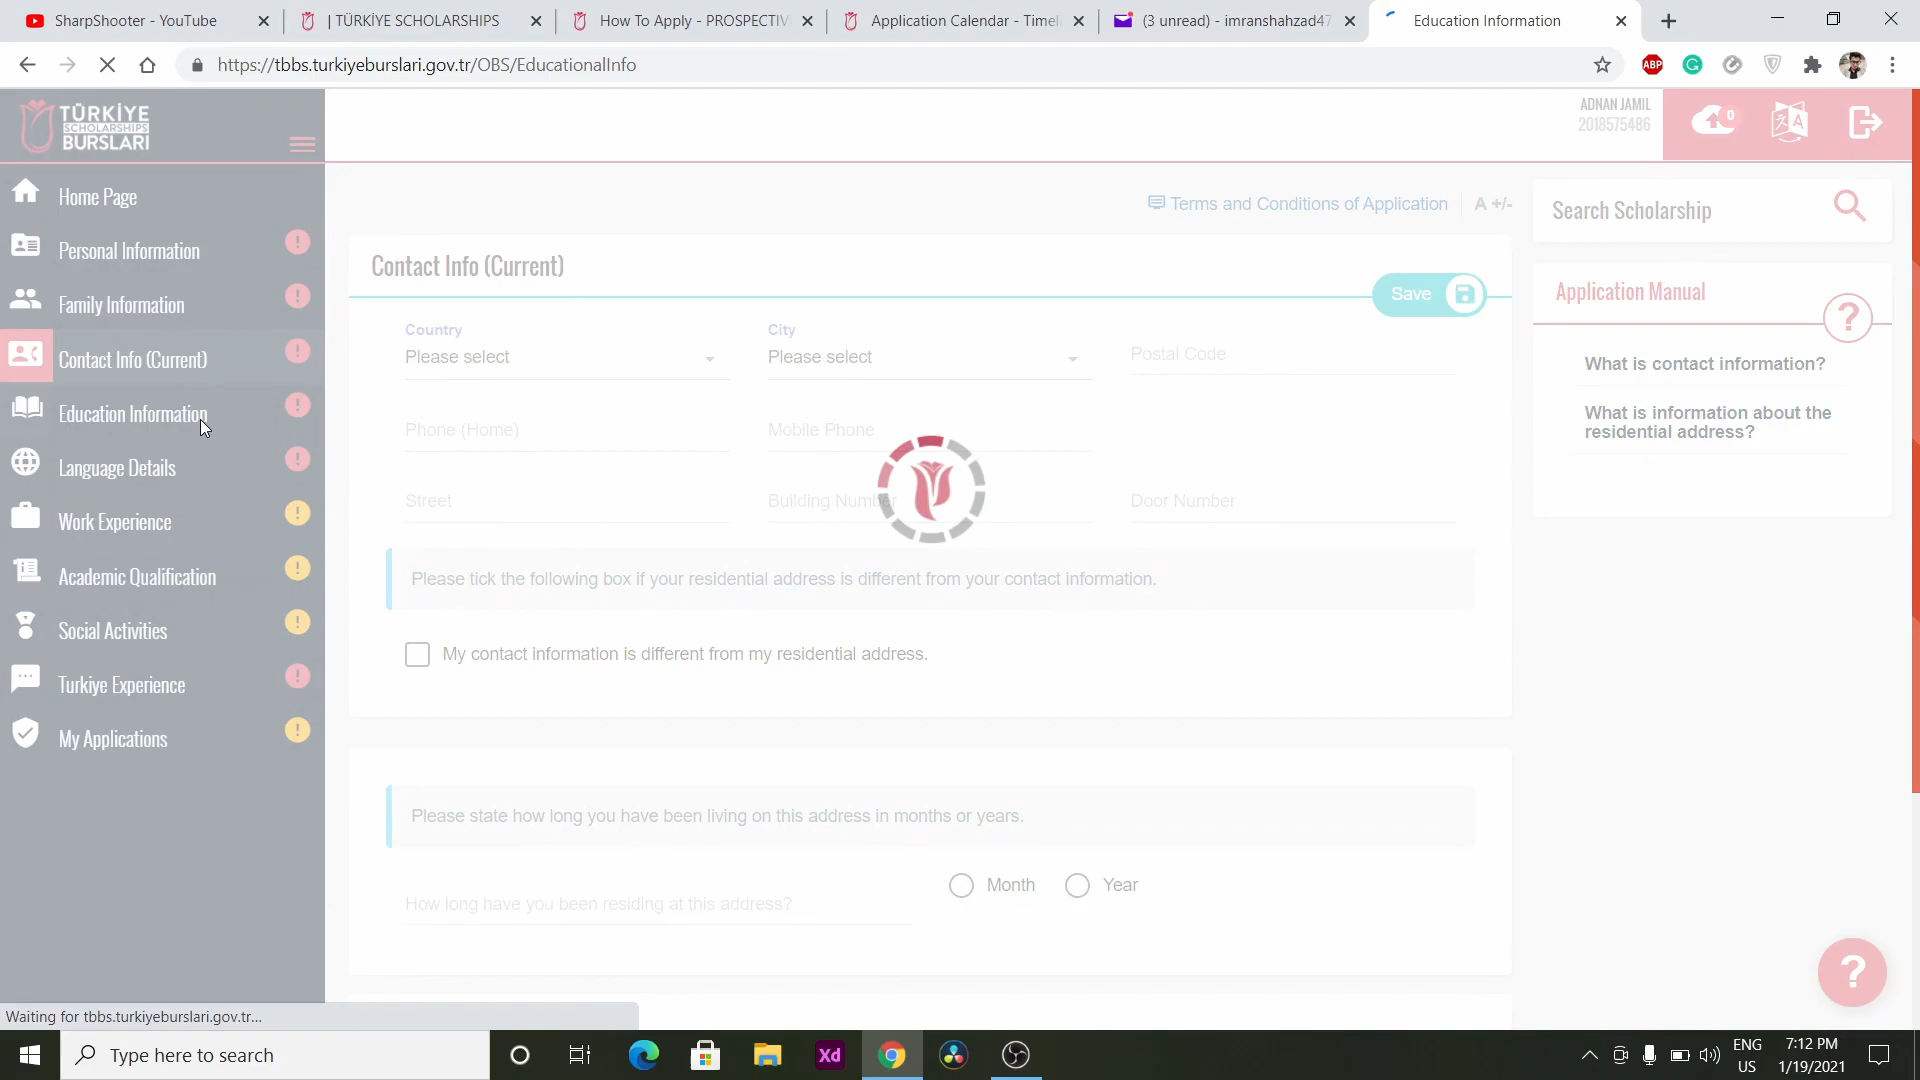 SharpShooter - YouTube
| TÜRKİYE SCHOLARSHIPS
How To Apply - PROSPECTIV
Application Calendar - Timeli
(3 unread) - imranshahzad47
Education Information
https://tbbs.turkiyeburslari.gov.tr/OBS/EducationalInfo
ABP
TÜRKİYE
SCHOLARSHIPS
BURSLARI
ADNAN JAMIL
2018575486
0
A
Home Page
Personal Information
Family Information
Contact Info (Current)
Education Information
Language Details
Work Experience
Academic Qualification
Social Activities
Turkiye Experience
My Applications
Terms and Conditions of Application
A +/-
Contact Info (Current)
Save
Country
Please select
City
Please select
Postal Code
Phone (Home)
Mobile Phone
Street
Building Number
Door Number
Please tick the following box if your residential address is different from your contact information.
My contact information is different from my residential address.
Please state how long you have been living on this address in months or years.
How long have you been residing at this address?
Month
Year
Search Scholarship
Application Manual
?
What is contact information?
What is information about the
residential address?
?
Waiting for tbbs.turkiyeburslari.gov.tr...
Type here to search
Xd
ENG
US
7:12 PM
1/19/2021